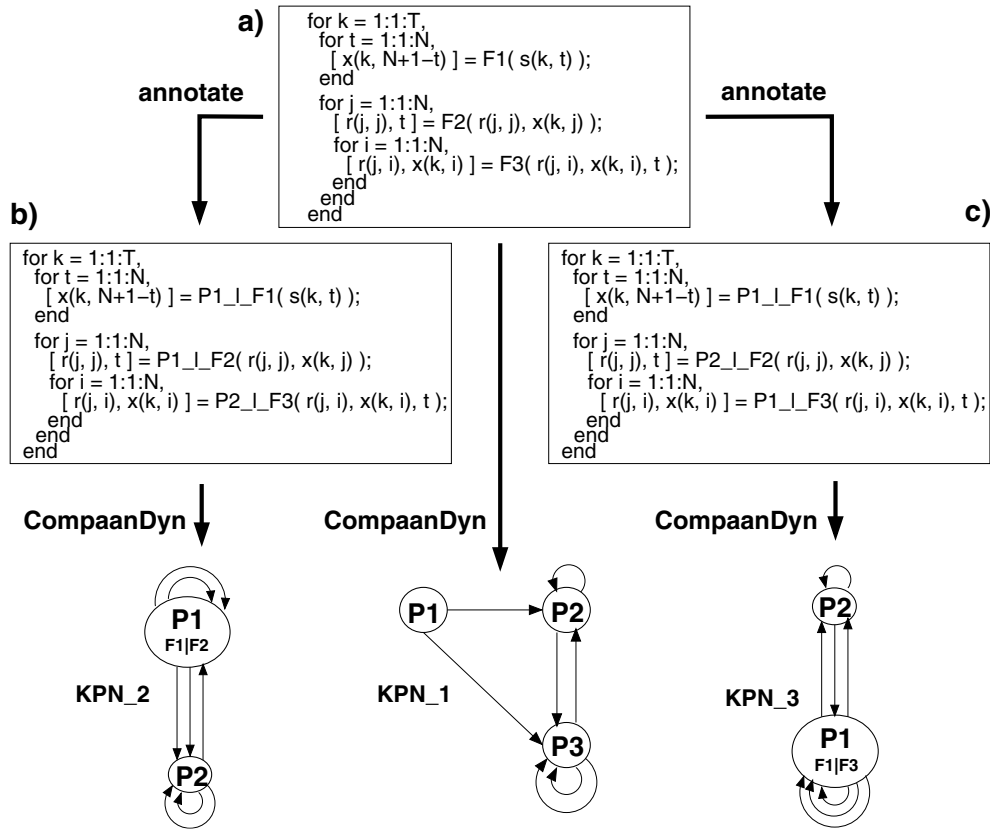 a)
for k = 1:1:T,
for t = 1:1:N,
[ x(k, N+1−t) ] = F1( s(k, t) );
end
for j = 1:1:N,
[ r(j, j), t ] = F2( r(j, j), x(k, j) );
for i = 1:1:N,
[ r(j, i), x(k, i) ] = F3( r(j, i), x(k, i), t );
end
end
end
annotate
annotate
b)
for k = 1:1:T,
for t = 1:1:N,
[ x(k, N+1−t) ] = P1_l_F1( s(k, t) );
end
for j = 1:1:N,
[ r(j, j), t ] = P1_l_F2( r(j, j), x(k, j) );
for i = 1:1:N,
[ r(j, i), x(k, i) ] = P2_l_F3( r(j, i), x(k, i), t );
end
end
end
c)
for k = 1:1:T,
for t = 1:1:N,
[ x(k, N+1−t) ] = P1_l_F1( s(k, t) );
end
for j = 1:1:N,
[ r(j, j), t ] = P2_l_F2( r(j, j), x(k, j) );
for i = 1:1:N,
[ r(j, i), x(k, i) ] = P1_l_F3( r(j, i), x(k, i), t );
end
end
end
CompaanDyn
CompaanDyn
CompaanDyn
P1
F1|F2
KPN_2
P2
P1
P2
KPN_1
P3
P2
KPN_3
P1
F1|F3